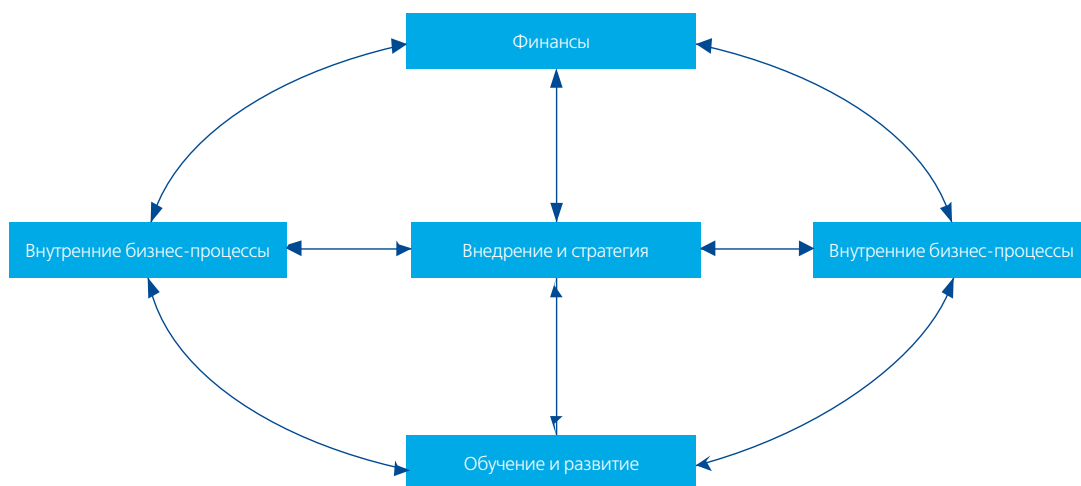 Финансы
Внутренние бизнес-процессы
Внедрение и стратегия
Внутренние бизнес-процессы
Обучение и развитие